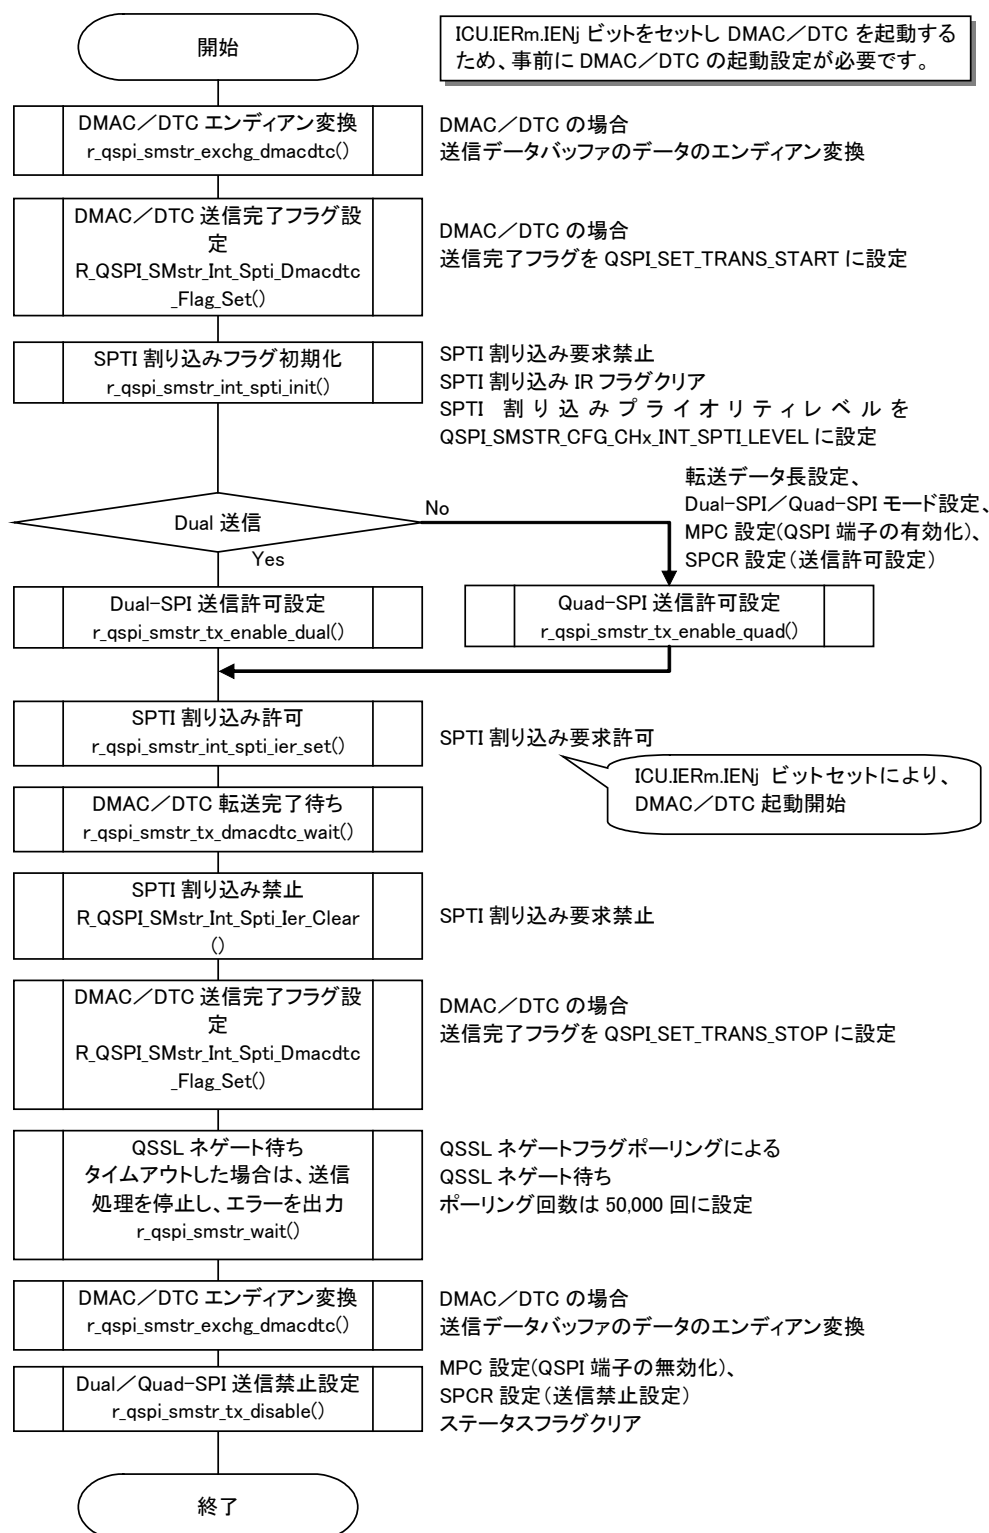 開始
ICU.IERm.IENj ビットをセットし DMAC／DTC を起動する
ため、事前に DMAC／DTC の起動設定が必要です。
DMAC／DTC エンディアン変換
r_qspi_smstr_exchg_dmacdtc()
DMAC／DTC の場合
送信データバッファのデータのエンディアン変換
DMAC／DTC 送信完了フラグ設
定
R_QSPI_SMstr_Int_Spti_Dmacdtc
_Flag_Set()
DMAC／DTC の場合
送信完了フラグを QSPI_SET_TRANS_START に設定
SPTI 割り込みフラグ初期化
r_qspi_smstr_int_spti_init()
SPTI 割り込み要求禁止
SPTI 割り込み IR フラグクリア
SPTI 割り込みプライオリティレベルを
QSPI_SMSTR_CFG_CHx_INT_SPTI_LEVEL に設定
Dual 送信
No
Yes
転送データ長設定、
Dual-SPI／Quad-SPI モード設定、
MPC 設定(QSPI 端子の有効化)、
SPCR 設定（送信許可設定）
Dual-SPI 送信許可設定
r_qspi_smstr_tx_enable_dual()
Quad-SPI 送信許可設定
r_qspi_smstr_tx_enable_quad()
SPTI 割り込み許可
r_qspi_smstr_int_spti_ier_set()
SPTI 割り込み要求許可
ICU.IERm.IENj ビットセットにより、
DMAC／DTC 起動開始
DMAC／DTC 転送完了待ち
r_qspi_smstr_tx_dmacdtc_wait()
SPTI 割り込み禁止
R_QSPI_SMstr_Int_Spti_Ier_Clear
()
SPTI 割り込み要求禁止
DMAC／DTC 送信完了フラグ設
定
R_QSPI_SMstr_Int_Spti_Dmacdtc
_Flag_Set()
DMAC／DTC の場合
送信完了フラグを QSPI_SET_TRANS_STOP に設定
QSSL ネゲート待ち
タイムアウトした場合は、送信
処理を停止し、エラーを出力
r_qspi_smstr_wait()
QSSL ネゲートフラグポーリングによる
QSSL ネゲート待ち
ポーリング回数は 50,000 回に設定
DMAC／DTC エンディアン変換
r_qspi_smstr_exchg_dmacdtc()
DMAC／DTC の場合
送信データバッファのデータのエンディアン変換
Dual／Quad-SPI 送信禁止設定
r_qspi_smstr_tx_disable()
MPC 設定(QSPI 端子の無効化)、
SPCR 設定（送信禁止設定）
ステータスフラグクリア
終了